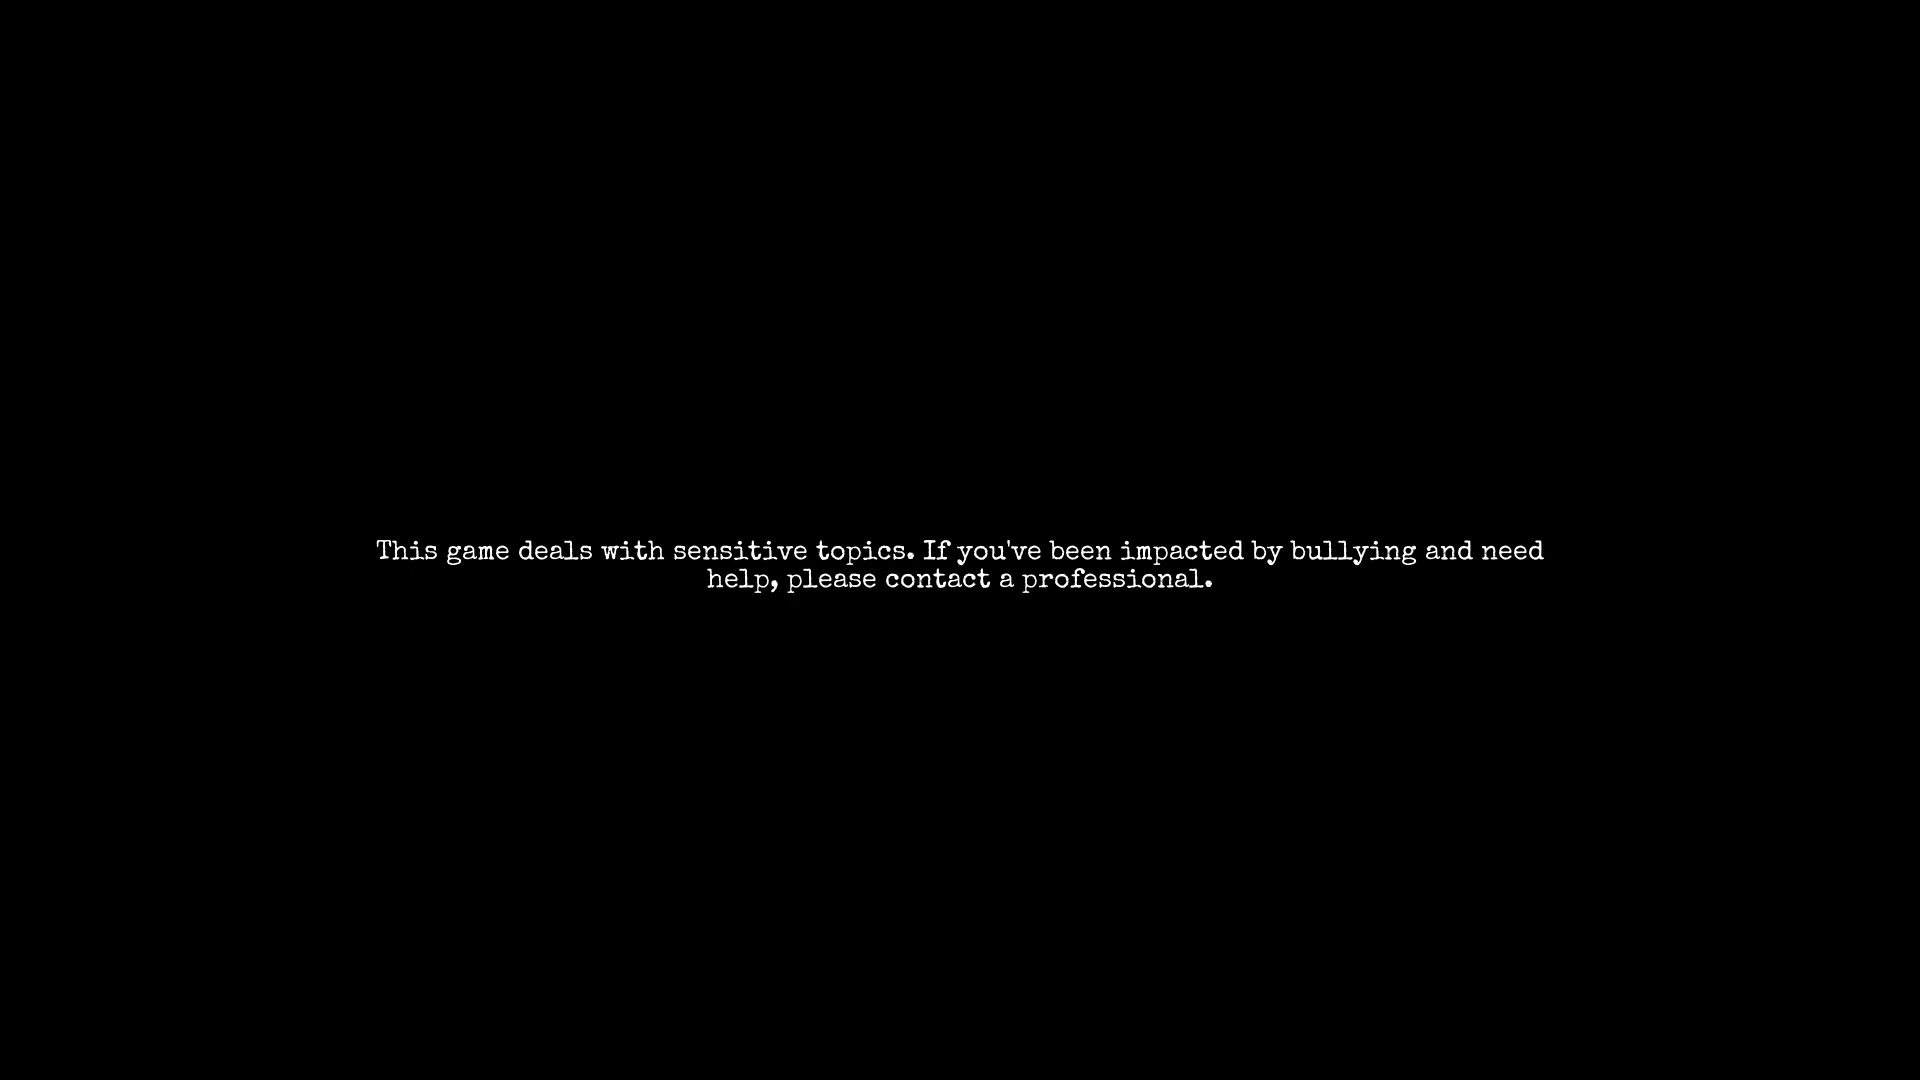 This game deals with sensitive topics. If you've been impacted by bullying and need
help, please contact a professional.